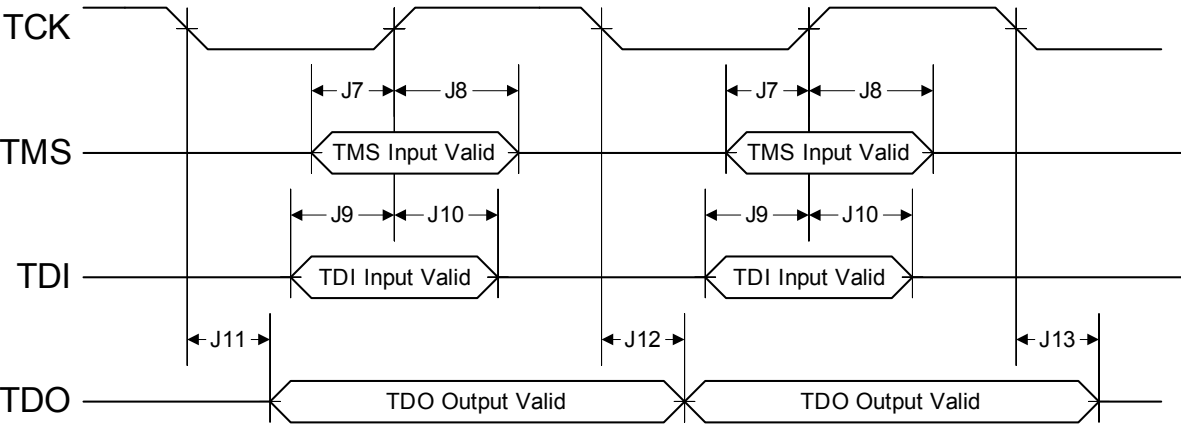 TCK
J7 J8 J7 J8
TMS TMS Input Valid TMS Input Valid
J9 J10 J9 J10
TDI TDI Input Valid TDI Input Valid
J11 J12 J13
TDO TDO Output Valid TDO Output Valid